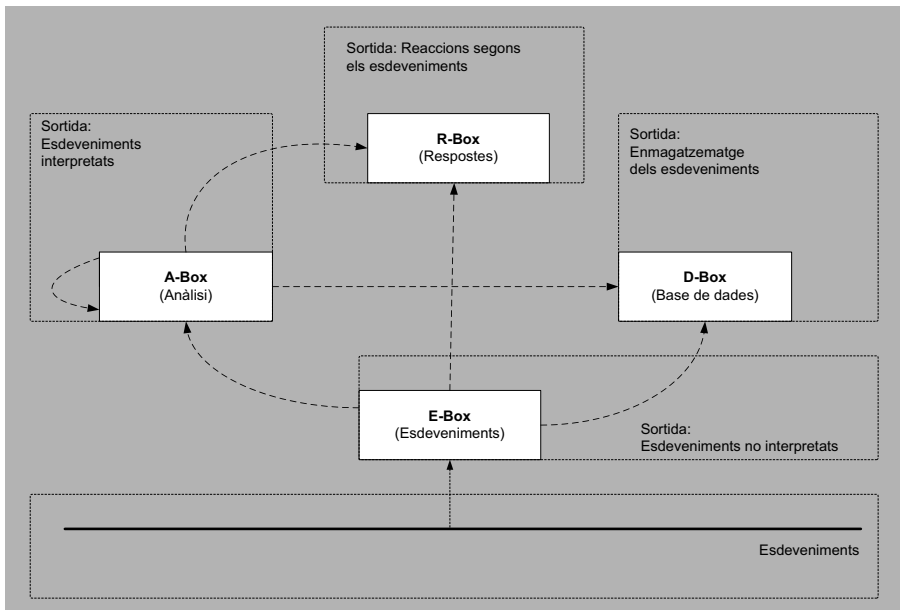 Sortida: Reaccions segons
els esdeveniments
Sortida:
Esdeveniments
interpretats
R-Box
(Respostes)
Sortida:
Enmagatzematge
dels esdeveniments
A-Box
(Anàlisi)
D-Box
(Base de dades)
E-Box
(Esdeveniments)
Sortida:
Esdeveniments no interpretats
Esdeveniments